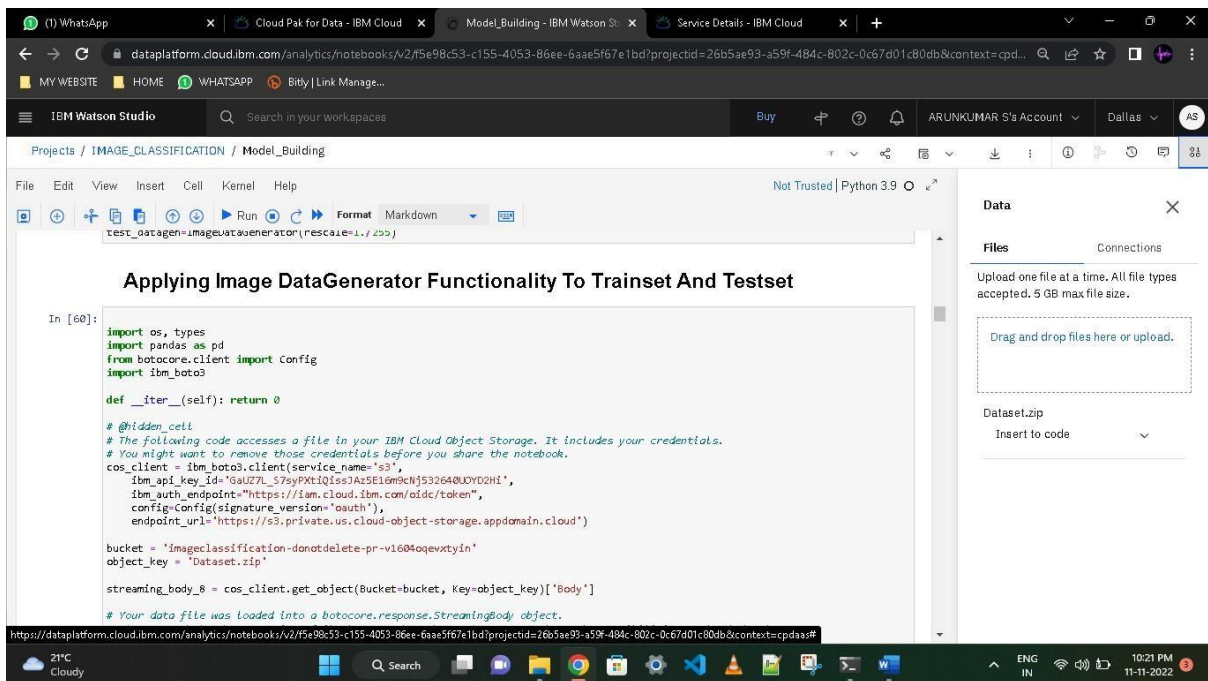 (1) WhatsApp
Cloud Pak for Data - IBM Cloud
Model_Building - IBM Watson St
Service Details - IBM Cloud
dataplatform.cloud.ibm.com/analytics/notebooks/v2/f5e98c53-c155-4053-86ee-6aae5f67e1bd?projectid=26b5ae93-a59f-484c-802c-0c67d01c80db&context=cpd...
MY WEBSITE HOME WHATSAPP Bitly | Link Manage...
IBM Watson Studio Search in your workspaces Buy ARUNKUMAR S's Account Dallas AS
Projects / IMAGE_CLASSIFICATION / Model_Building
File Edit View Insert Cell Kernel Help Not Trusted | Python 3.9
Run Format Markdown
test_datagen=ImageDataGenerator(rescale=1./255)
Applying Image DataGenerator Functionality To Trainset And Testset
In [60]:
import os, types
import pandas as pd
from botocore.client import Config
import ibm_boto3
def __iter__(self): return 0
# @hidden_cell
# The following code accesses a file in your IBM Cloud Object Storage. It includes your credentials.
# You might want to remove those credentials before you share the notebook.
cos_client = ibm_boto3.client(service_name='s3',
ibm_api_key_id='GaUZ7L_S7syPXtiQissJAz5E16m9cNj532640UOYD2Hi',
ibm_auth_endpoint="https://iam.cloud.ibm.com/oidc/token",
config=Config(signature_version='oauth'),
endpoint_url='https://s3.private.us.cloud-object-storage.appdomain.cloud')
bucket = 'imageclassification-donotdelete-pr-v1604oqevxtyin'
object_key = 'Dataset.zip'
streaming_body_8 = cos_client.get_object(Bucket=bucket, Key=object_key)['Body']
# Your data file was loaded into a botocore.response.StreamingBody object.
Data
Files Connections
Upload one file at a time. All file types
accepted. 5 GB max file size.
Drag and drop files here or upload.
Dataset.zip
Insert to code
https://dataplatform.cloud.ibm.com/analytics/notebooks/v2/f5e98c53-c155-4053-86ee-6aae5f67e1bd?projectid=26b5ae93-a59f-484c-802c-0c67d01c80db&context=cpdaas#
21°C
Cloudy
Search
ENG
IN
10:21 PM
11-11-2022
3